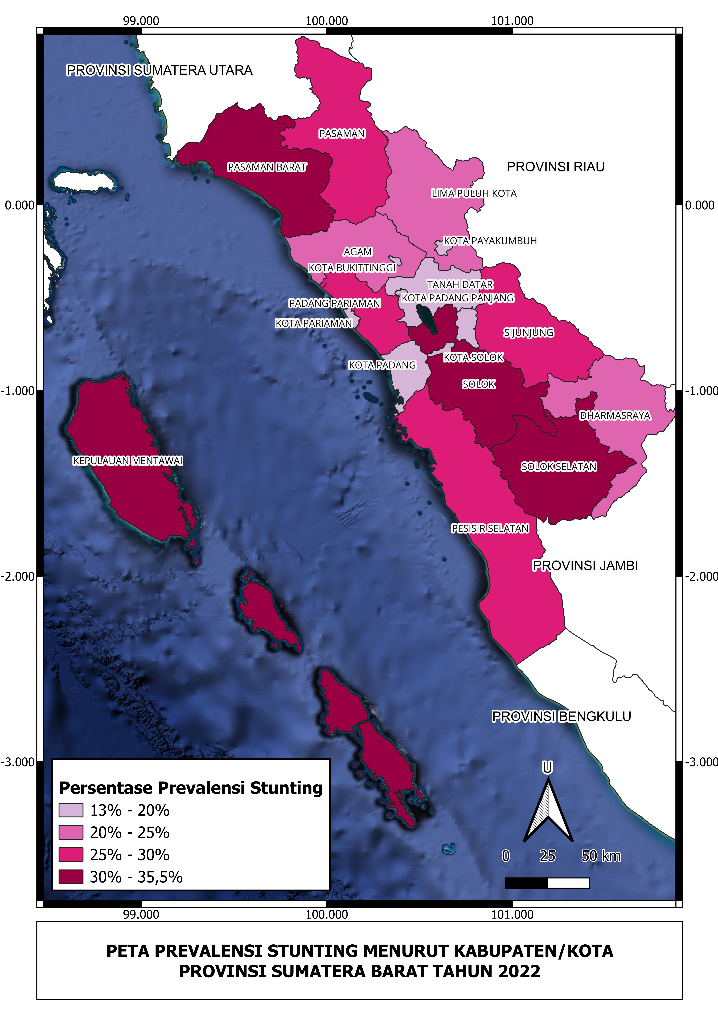 99.000
100.000
101.000
PROVINSI SUMATERA UTARA
PASAMAN
PASAMAN BARAT
PROVINSI RIAU
LIMA PULUH KOTA
0.000
0.000
KOTA PAYAKUMBUH
AGAM
KOTA BUKITTINGGI
TANAH DATAR
KOTA PADANG PANJANG
PADANG PARIAMAN
KOTA PARIAMAN
SIJUNJUNG
KOTA SOLOK
KOTA PADANG
SOLOK
-1.000
-1.000
DHARMASRAYA
KEPULAUAN MENTAWAI
SOLOK SELATAN
PESISIR SELATAN
PROVINSI JAMBI
-2.000
-2.000
PROVINSI BENGKULU
-3.000
-3.000
U
0 25 50 km
Persentase Prevalensi Stunting
13% - 20%
20% - 25%
25% - 30%
30% - 35,5%
99.000
100.000
101.000
PETA PREVALENSI STUNTING MENURUT KABUPATEN/KOTA
PROVINSI SUMATERA BARAT TAHUN 2022